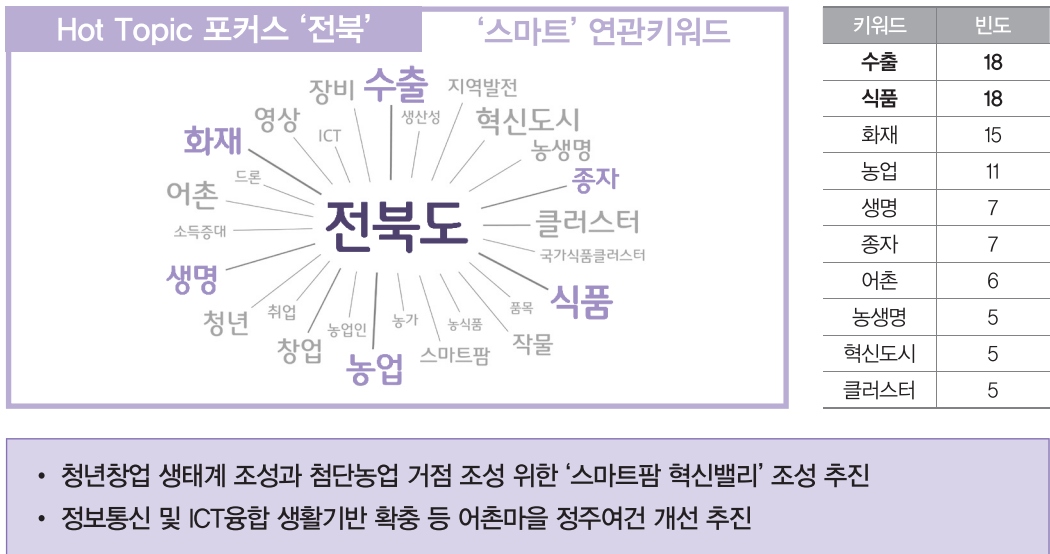 Hot Topic 포커스 ‘전북’
‘스마트’ 연관키워드
장비
수출
지역발전
영상
ICT
생산성
혁신도시
화재
농생명
드론
종자
어촌
전북도
클러스터
소득증대
국가식품클러스터
생명
식품
청년
취업
농업인
농가
농식품
품목
창업
농업
스마트팜
작물
키워드 빈도
수출 18
식품 18
화재 15
농업 11
생명 7
종자 7
어촌 6
농생명 5
혁신도시 5
클러스터 5
• 청년창업 생태계 조성과 첨단농업 거점 조성 위한 ‘스마트팜 혁신밸리’ 조성 추진
• 정보통신 및 ICT융합 생활기반 확충 등 어촌마을 정주여건 개선 추진